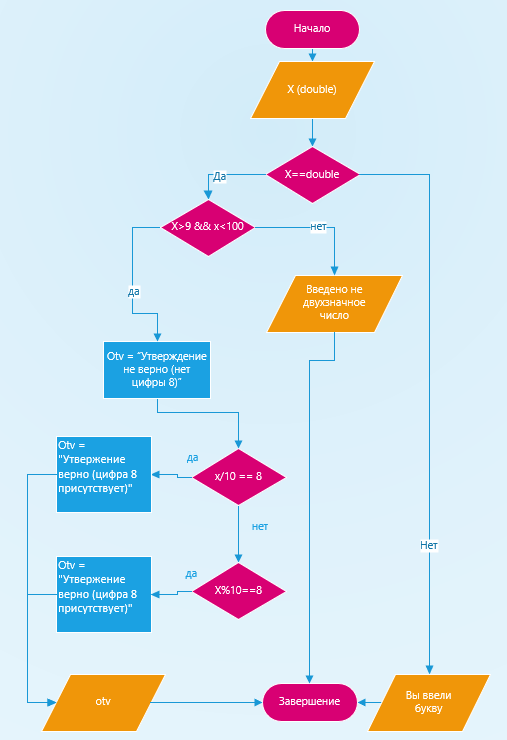 Начало
X (double)
X==double
Да
X>9 && x<100
нет
да
Введено не
двухзначное
число
Otv = “Утверждение
не верно (нет
цифры 8)”
Otv =
"Утвержение
верно (цифра 8
присутствует)"
да
x/10 == 8
нет
Нет
Otv =
"Утвержение
верно (цифра 8
присутствует)"
да
X%10==8
otv
Завершение
Вы ввели
букву